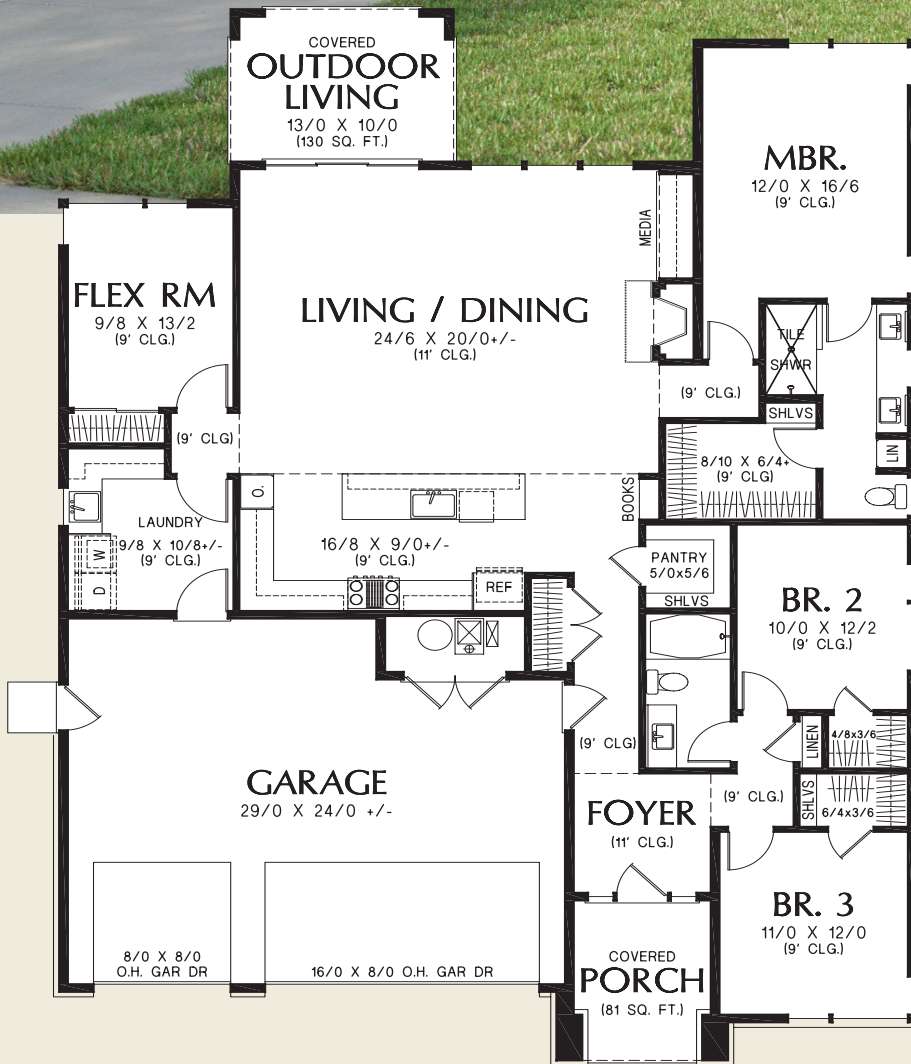 COVERED
OUTDOOR
LIVING
13/0 X 10/0
(130 SQ. FT.)
MBR.
12/0 X 16/6
(9' CLG.)
MEDIA
FLEX RM
9/8 X 13/2
(9' CLG.)
LIVING / DINING
24/6 X 20/0+/-
(11' CLG.)
TILE
SHWR
(9' CLG.)
SHLVS
(9' CLG)
LIN
8/10 X 6/4+
(9' CLG)
O.
BOOKS
LAUNDRY
9/8 X 10/8+/-
(9' CLG.)
W
D
16/8 X 9/0+/-
(9' CLG.)
REF
PANTRY
5/0x5/6
SHLVS
BR. 2
10/0 X 12/2
(9' CLG.)
(9' CLG)
LINEN
4/8x3/6
GARAGE
29/0 X 24/0 +/-
FOYER
(11' CLG.)
(9' CLG.)
SHLVS
6/4x3/6
BR. 3
11/0 X 12/0
(9' CLG.)
8/0 X 8/0
O.H. GAR DR
16/0 X 8/0 O.H. GAR DR
COVERED
PORCH
(81 SQ. FT.)